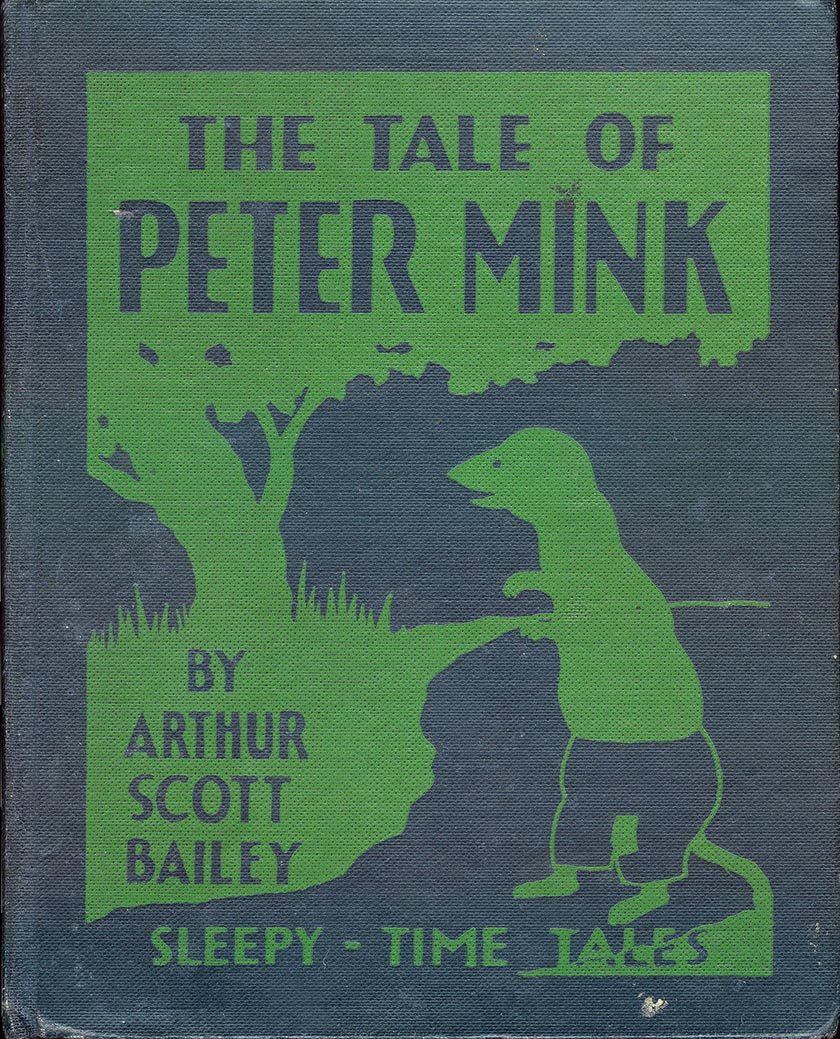 THE TALE OF
PETER MINK
BY
ARTHUR
SCOTT
BAILEY
SLEEPY - TIME TALES